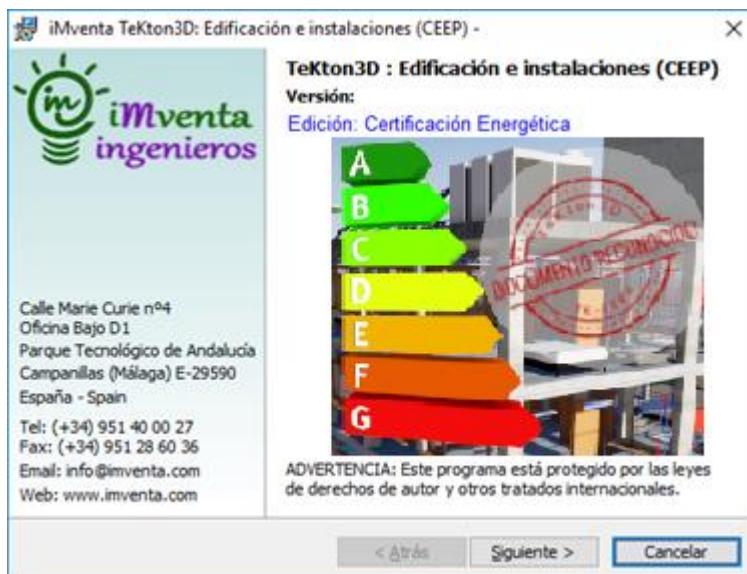 iMventa TeKton3D: Edificación e instalaciones (CEEP) -
im
iMventa
ingenieros
Calle Marie Curie nº4
Oficina Bajo D1
Parque Tecnológico de Andalucía
Campanillas (Málaga) E-29590
España - Spain
Tel: (+34) 951 40 00 27
Fax: (+34) 951 28 60 36
Email: info@imventa.com
Web: www.imventa.com
TeKton3D : Edificación e instalaciones (CEEP)
Versión:
Edición: Certificación Energética
A
B
C
D
E
F
G
TeKton3D
DOCUMENTO RECONOCIDO
ADVERTENCIA: Este programa está protegido por las leyes
de derechos de autor y otros tratados internacionales.
< Atrás
Siguiente >
Cancelar